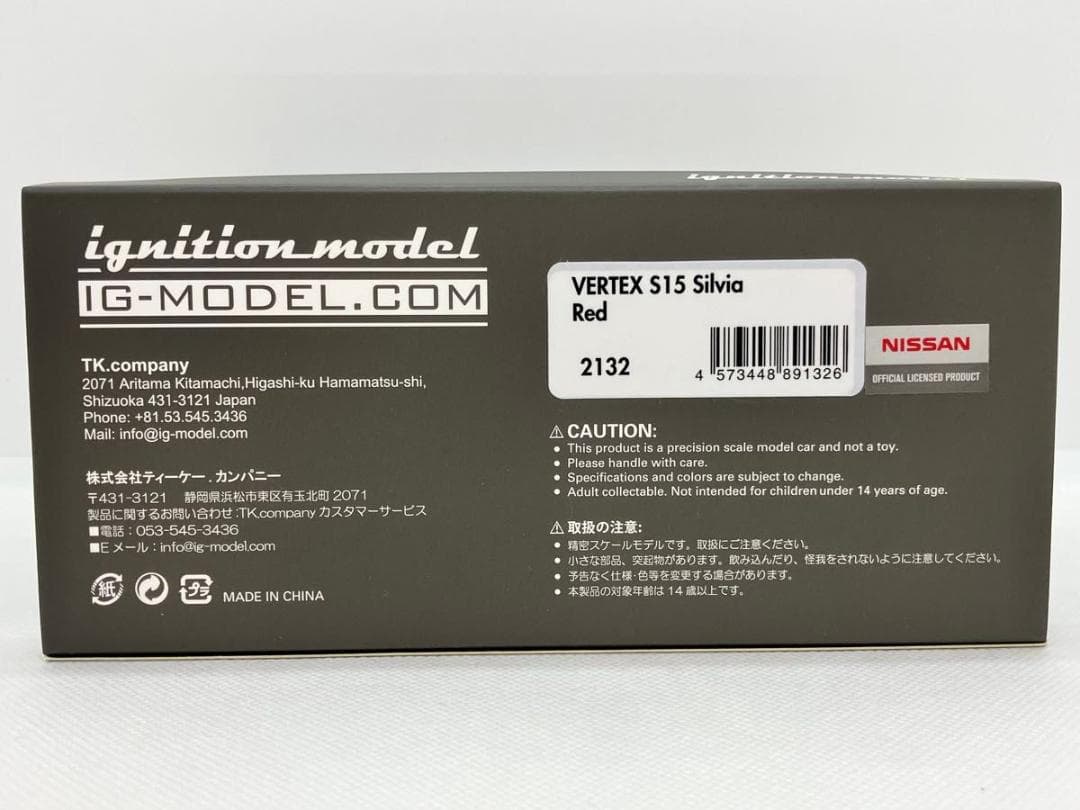 ignition model
ignition model
IG-MODEL.COM
TK.company
2071 Aritama Kitamachi,Higashi-ku Hamamatsu-shi,
Shizuoka 431-3121 Japan
Phone: +81.53.545.3436
Mail: info@ig-model.com
株式会社ティーケー.カンパニー
〒431-3121 静岡県浜松市東区有玉北町 2071
製品に関するお問い合わせ:TK.company カスタマーサービス
■電話：053-545-3436
■E メール：info@ig-model.com
紙
プラ
MADE IN CHINA
VERTEX S15 Silvia
Red
2132
4 573448 891326
NISSAN
OFFICIAL LICENSED PRODUCT
⚠ CAUTION:
● This product is a precision scale model car and not a toy.
● Please handle with care.
● Specifications and colors are subject to change.
● Adult collectable. Not intended for children under 14 years of age.
⚠ 取扱の注意:
● 精密スケールモデルです。取扱にご注意ください。
● 小さな部品、突起物があります。飲み込んだり、怪我をされないように注意してください。
● 予告なく仕様・色等を変更する場合があります。
● 本製品の対象年齢は 14 歳以上です。